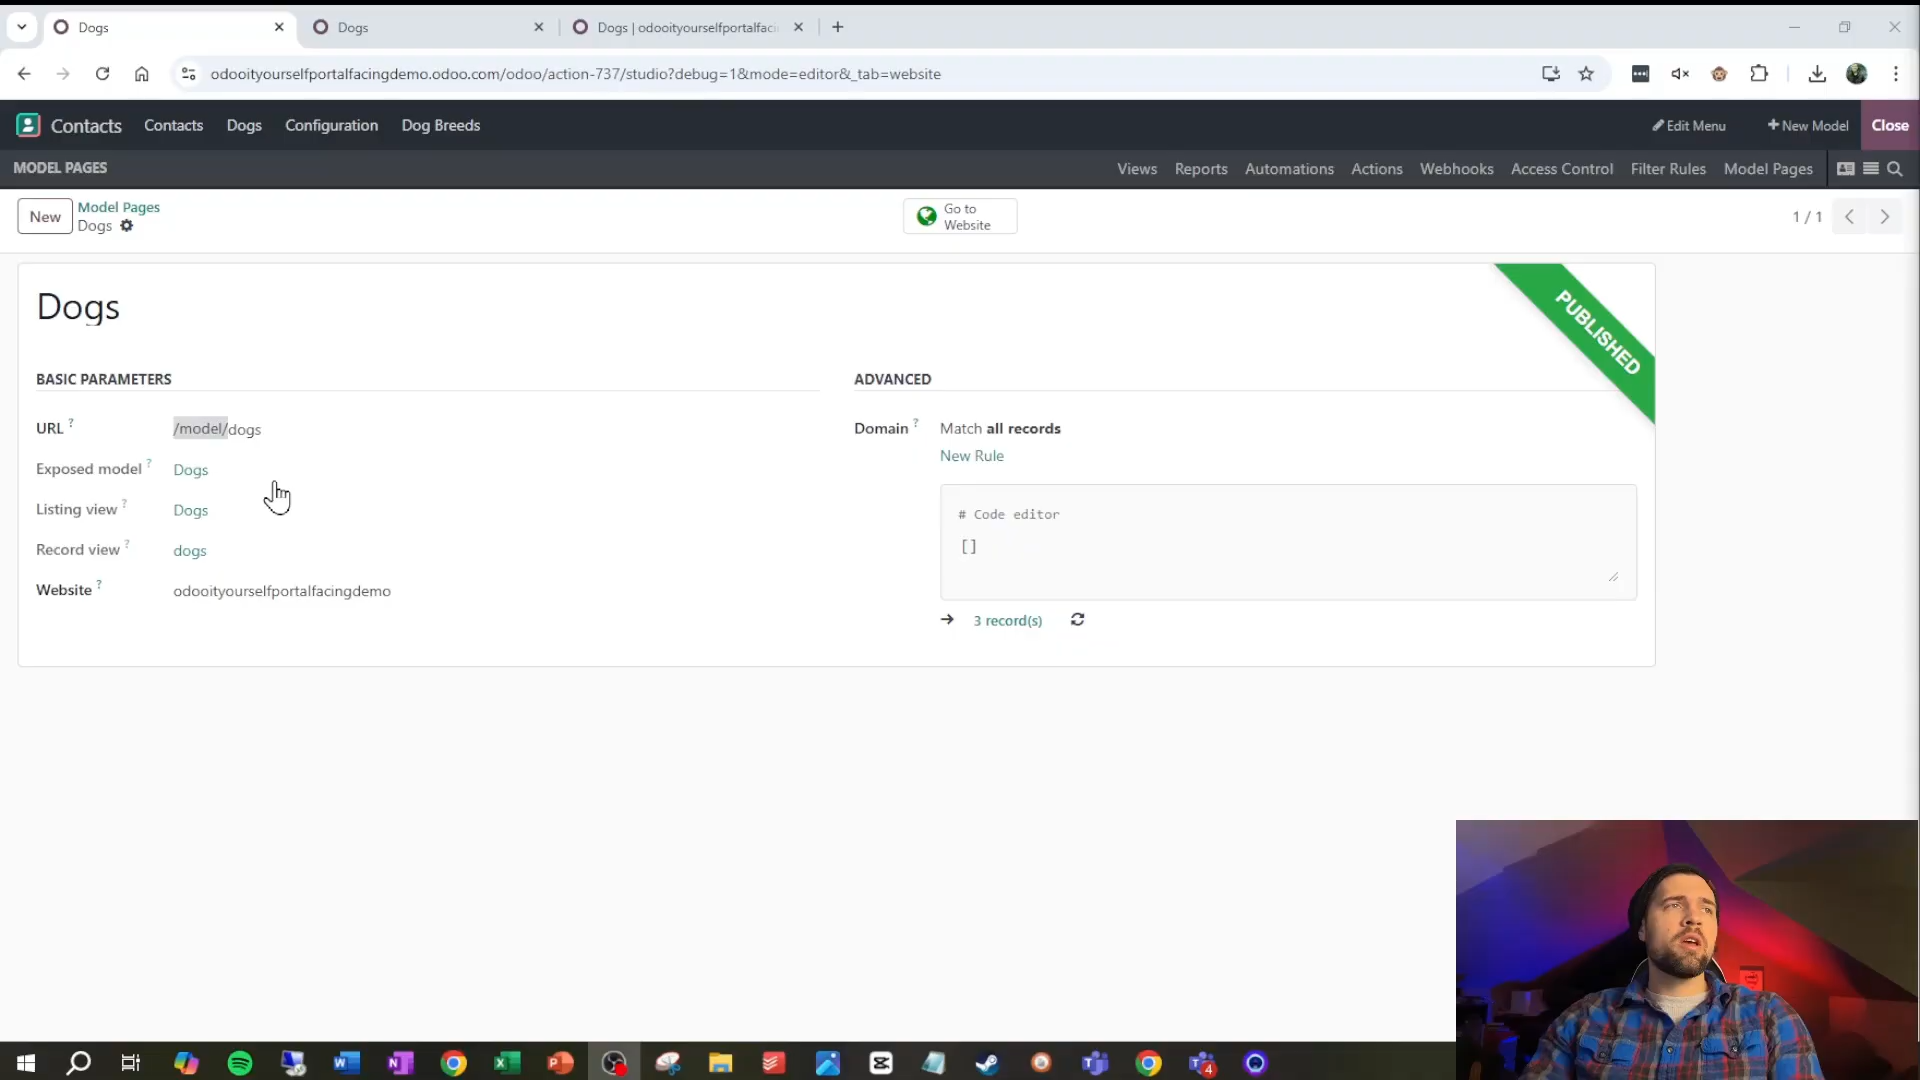 Dogs
Dogs
Dogs | odooityourselfportalfaci
odooityourselfportalfacingdemo.odoo.com/odoo/action-737/studio?debug=1&mode=editor&_tab=website
Contacts Contacts Dogs Configuration Dog Breeds
Edit Menu New Model Close
MODEL PAGES
Views Reports Automations Actions Webhooks Access Control Filter Rules Model Pages
New
Model Pages
Dogs
Go to
Website
1 / 1
Dogs
PUBLISHED
BASIC PARAMETERS
URL ? /model/dogs
Exposed model ? Dogs
Listing view ? Dogs
Record view ? dogs
Website ? odooityourselfportalfacingdemo
ADVANCED
Domain ? Match all records
New Rule
# Code editor
[]
3 record(s)
4